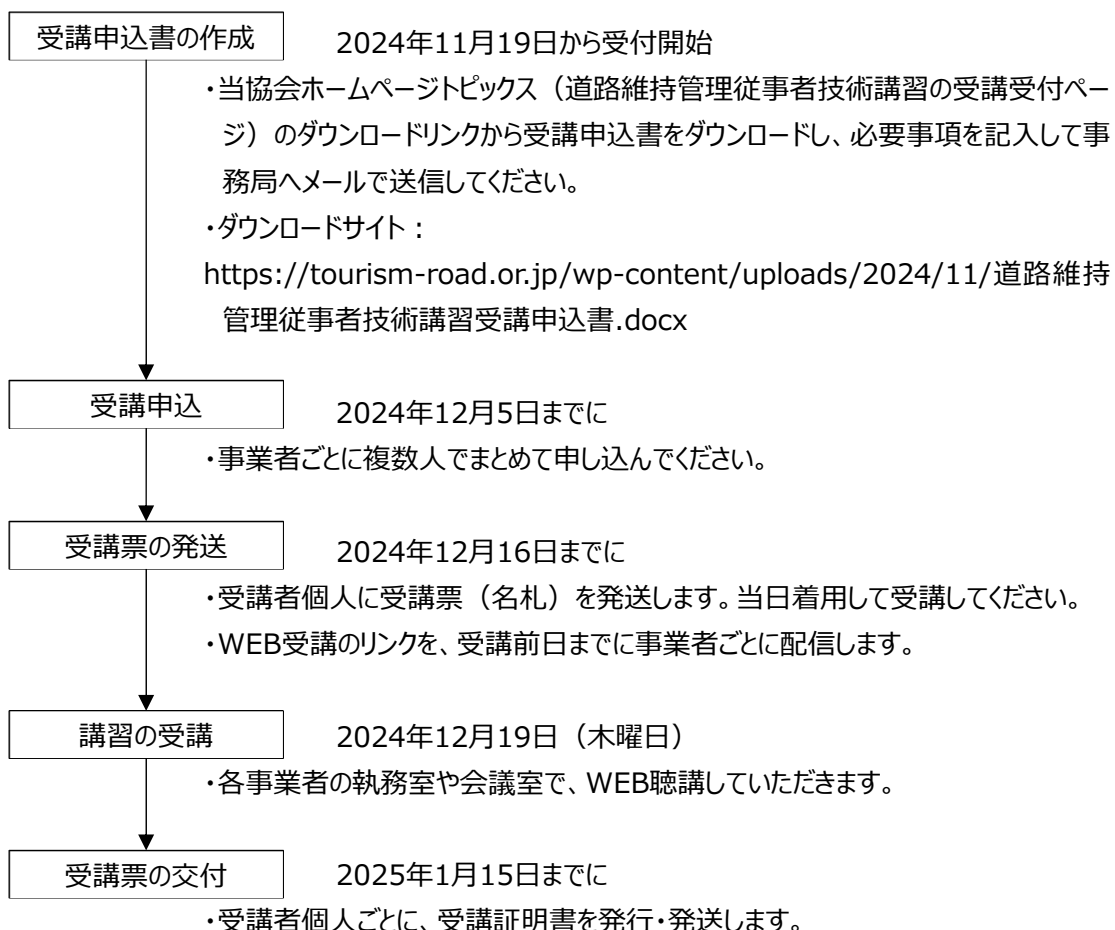 受講申込書の作成 2024年11月19日から受付開始
・当協会ホームページトピックス（道路維持管理従事者技術講習の受講受付ペー
ジ）のダウンロードリンクから受講申込書をダウンロードし、必要事項を記入して事
務局へメールで送信してください。
・ダウンロードサイト：
https://tourism-road.or.jp/wp-content/uploads/2024/11/道路維持
管理従事者技術講習受講申込書.docx
受講申込 2024年12月5日までに
・事業者ごとに複数人でまとめて申し込んでください。
受講票の発送 2024年12月16日までに
・受講者個人に受講票（名札）を発送します。当日着用して受講してください。
・WEB受講のリンクを、受講前日までに事業者ごとに配信します。
講習の受講 2024年12月19日（木曜日）
・各事業者の執務室や会議室で、WEB聴講していただきます。
受講票の交付 2025年1月15日までに
・受講者個人ごとに、受講証明書を発行・発送します。